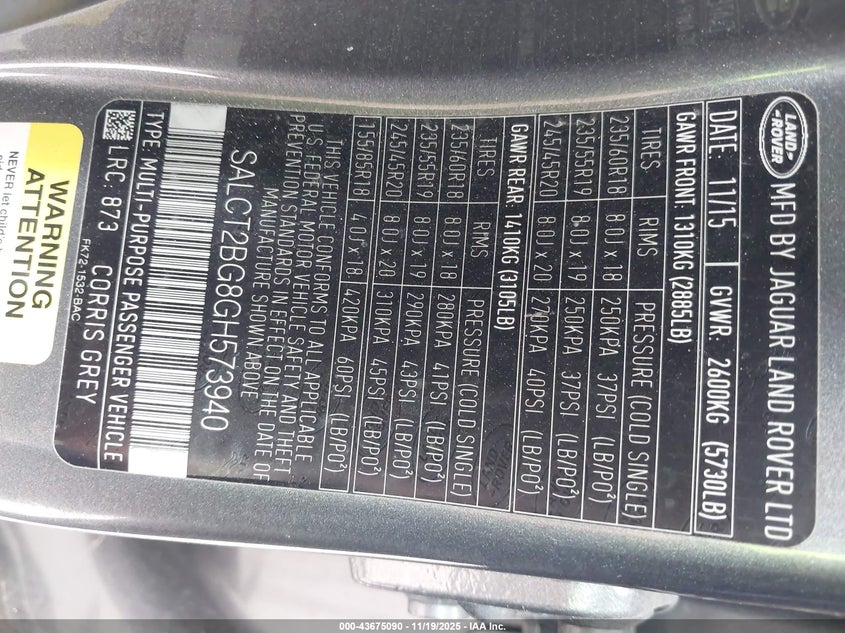 LAND ROVER
MFD BY JAGUAR LAND ROVER LTD
DATE: 11/15 GVWR: 2600KG (5730LB)
GAWR FRONT: 1310KG (2885LB)
TIRES RIMS PRESSURE (COLD SINGLE)
235/60R18 8.0J x 18 250KPA 37PSI (LB/PO²)
235/55R19 8.0J x 19 250KPA 37PSI (LB/PO²)
245/45R20 8.0J x 20 270KPA 40PSI (LB/PO²)
GAWR REAR: 1410KG (3105LB)
TIRES RIMS PRESSURE (COLD SINGLE)
235/60R18 8.0J x 18 280KPA 41PSI (LB/PO²)
235/55R19 8.0J x 19 290KPA 43PSI (LB/PO²)
245/45R20 8.0J x 20 310KPA 45PSI (LB/PO²)
155/85R18 4.0J x 18 420KPA 60PSI (LB/PO²)
THIS VEHICLE CONFORMS TO ALL APPLICABLE
U.S. FEDERAL MOTOR VEHICLE SAFETY AND THEFT
PREVENTION STANDARDS IN EFFECT ON THE DATE OF
MANUFACTURE SHOWN ABOVE
SALCT2BG8GH573940
TYPE: MULTI-PURPOSE PASSENGER VEHICLE
LRC: 873 CORRIS GREY
FK72-1532-BAC
WARNING
ATTENTION
NEVER let children
000-43675090 - 11/19/2025 - IAA Inc.